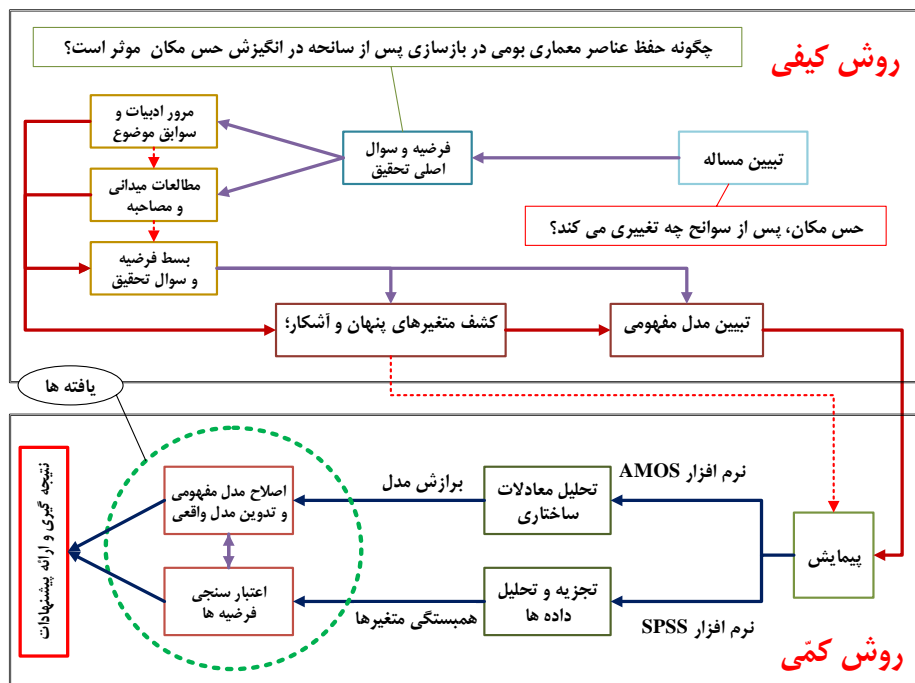 روش کیفی
چگونه حفظ عناصر معماری بومی در بازسازی پس از سانحه در انگیزش حس مکان موثر است؟
تبیین مساله
فرضیه و سوال
اصلی تحقیق
مرور ادبیات و
سوابق موضوع
مطالعات میدانی
و مصاحبه
حس مکان، پس از سوانح چه تغییری می کند؟
بسط فرضیه
و سوال تحقیق
کشف متغیرهای پنهان و آشکار؛
تبیین مدل مفهومی
یافته ها
پیمایش
نرم افزار AMOS
تحلیل معادلات
ساختاری
برازش مدل
اصلاح مدل مفهومی
و تدوین مدل واقعی
نرم افزار SPSS
تجزیه و تحلیل
داده ها
همبستگی متغیرها
اعتبار سنجی
فرضیه ها
نتیجه گیری و ارائه پیشنهادات
روش کمّی